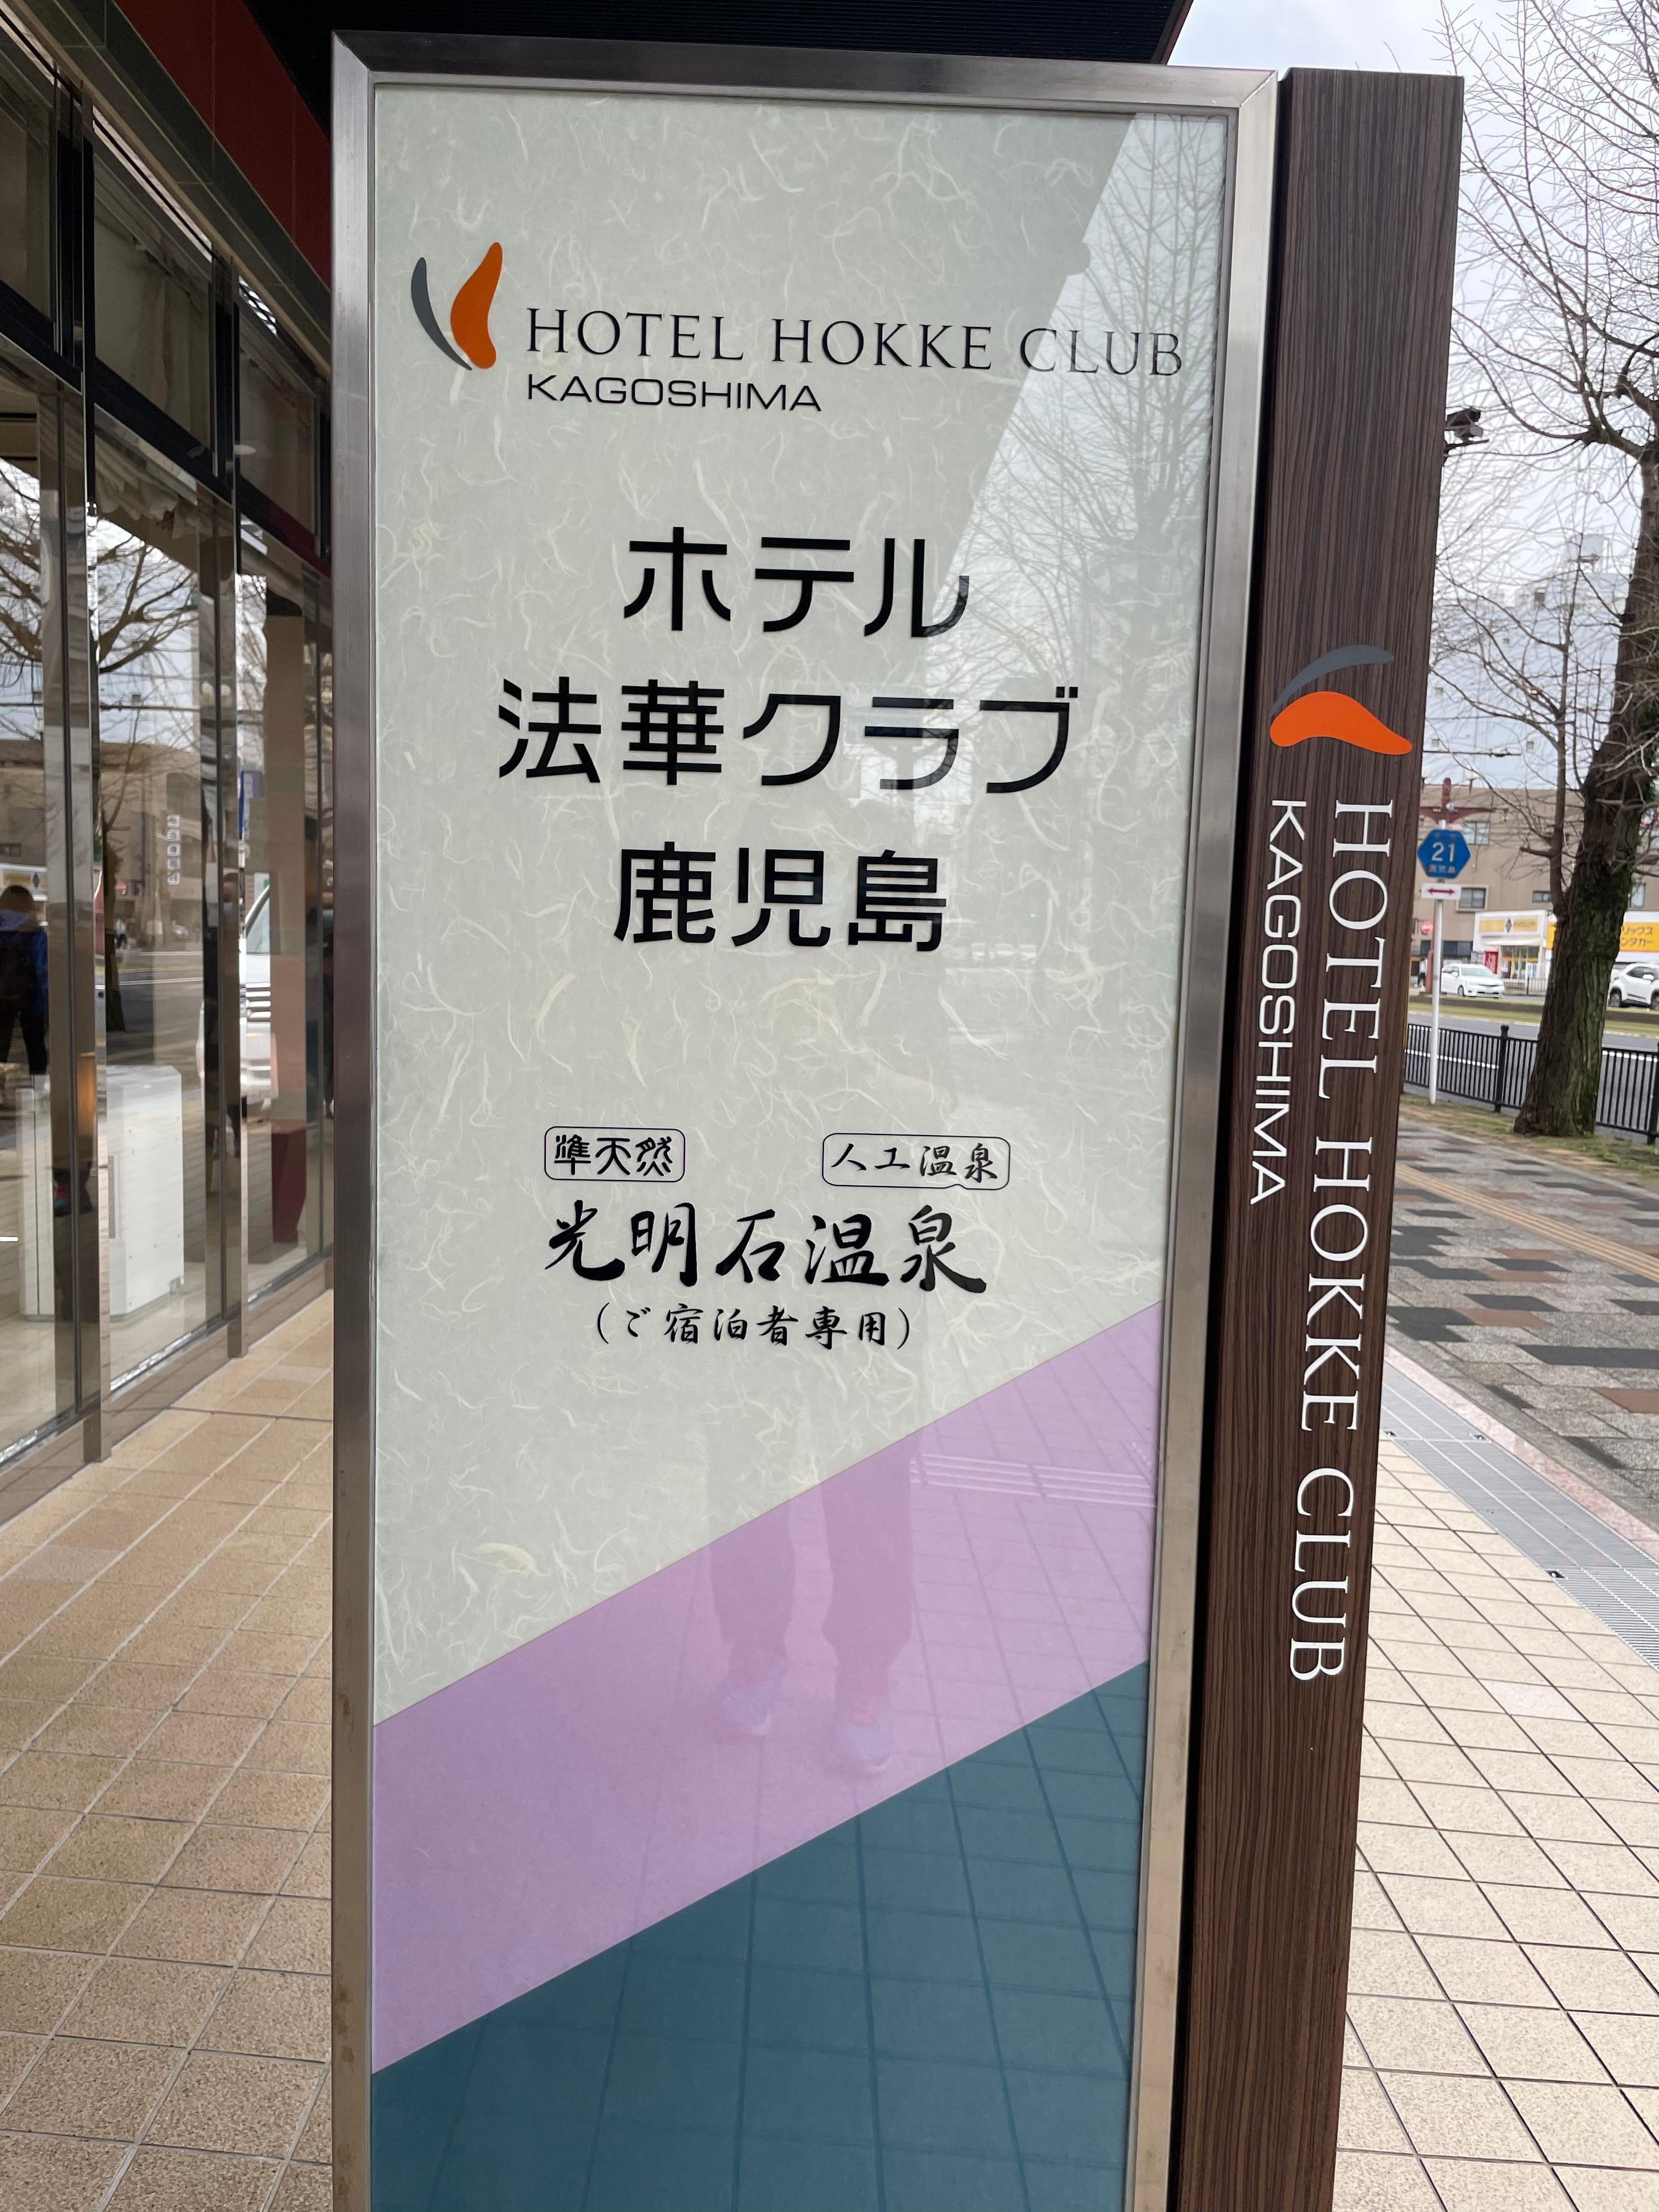 HOTEL HOKKE CLUB
KAGOSHIMA
ホテル
法華クラブ
鹿児島
準天然 人工温泉
光明石温泉
(ご宿泊者専用)
HOTEL HOKKE CLUB
KAGOSHIMA
21